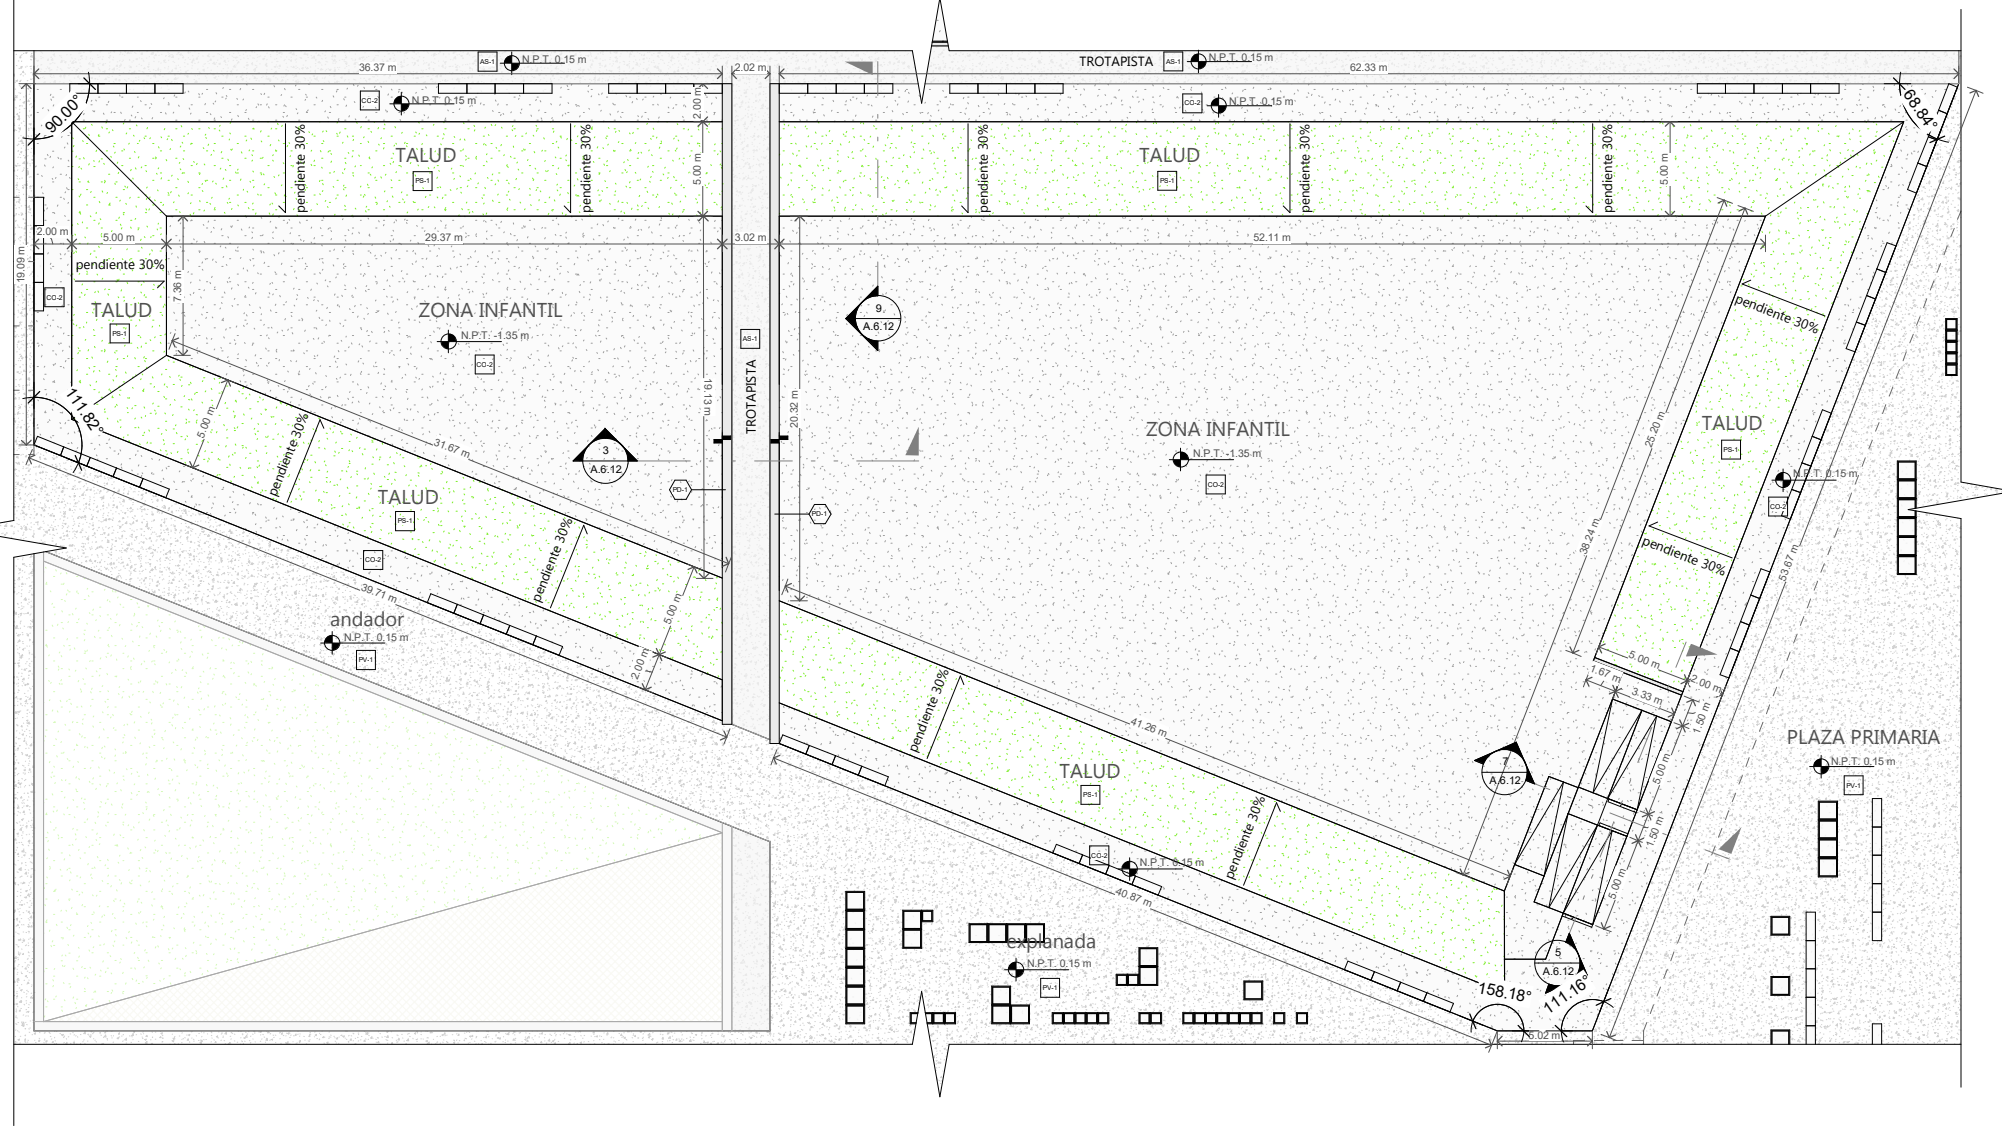 TROTAPISTA
AS-1
N.P.T. 0.15 m
AS-1
N.P.T. 0.15 m
36.37 m
2.02 m
62.33 m
CC-2
N.P.T. 0.15 m
CO-2
N.P.T. 0.15 m
90.00°
68.84°
2.00 m
TALUD
PS-1
pendiente 30%
pendiente 30%
5.00 m
TALUD
PS-1
pendiente 30%
pendiente 30%
pendiente 30%
5.00 m
2.00 m
5.00 m
29.37 m
3.02 m
52.11 m
19.09 m
pendiente 30%
7.36 m
CO-2
TALUD
PS-1
ZONA INFANTIL
N.P.T. -1.35 m
CO-2
9
A.6.12
AS-1
TROTAPISTA
19.13 m
20.32 m
pendiente 30%
111.82°
5.00 m
31.67 m
pendiente 30%
3
A.6.12
ZONA INFANTIL
N.P.T. -1.35 m
CO-2
25.20 m
TALUD
PS-1
N.P.T. 0.15 m
CO-2
TALUD
PS-1
PD-1
PD-1
pendiente 30%
38.24 m
pendiente 30%
53.67 m
CO-2
39.71 m
5.00 m
2.00 m
andador
N.P.T. 0.15 m
PV-1
pendiente 30%
41.26 m
5.00 m
1.67 m
3.33 m
2.00 m
1.50 m
5.00 m
1.50 m
5.00 m
PLAZA PRIMARIA
N.P.T. 0.15 m
PV-1
7
A.6.12
TALUD
PS-1
pendiente 30%
CO-2
N.P.T. 0.15 m
40.87 m
explanada
N.P.T. 0.15 m
PV-1
5
A.6.12
158.18°
111.16°
5.02 m